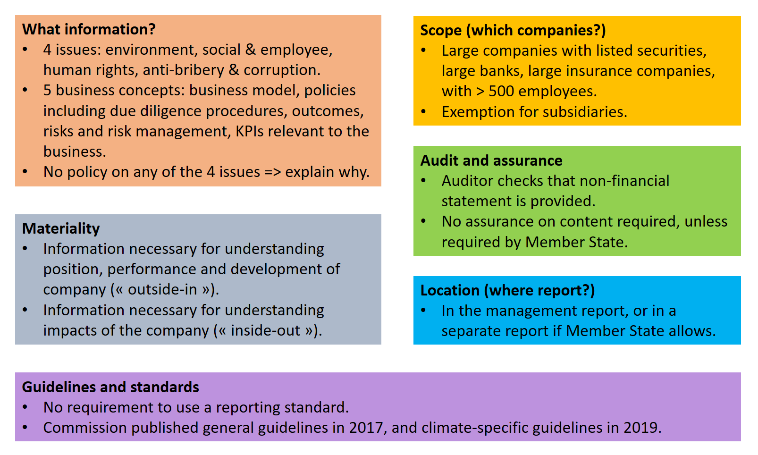 What information?
• 4 issues: environment, social & employee,
human rights, anti-bribery & corruption.
• 5 business concepts: business model, policies
including due diligence procedures, outcomes,
risks and risk management, KPIs relevant to the
business.
• No policy on any of the 4 issues => explain why.
Materiality
• Information necessary for understanding
position, performance and development of
company (« outside-in »).
• Information necessary for understanding
impacts of the company (« inside-out »).
Scope (which companies?)
• Large companies with listed securities,
large banks, large insurance companies,
with > 500 employees.
• Exemption for subsidiaries.
Audit and assurance
• Auditor checks that non-financial
statement is provided.
• No assurance on content required, unless
required by Member State.
Location (where report?)
• In the management report, or in a
separate report if Member State allows.
Guidelines and standards
• No requirement to use a reporting standard.
• Commission published general guidelines in 2017, and climate-specific guidelines in 2019.